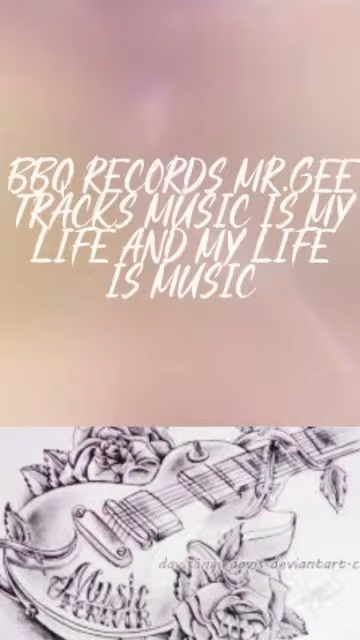 BBQ RECORDS MR.GEE
TRACKS MUSIC IS MY
LIFE AND MY LIFE
IS MUSIC
Music
FOREVER